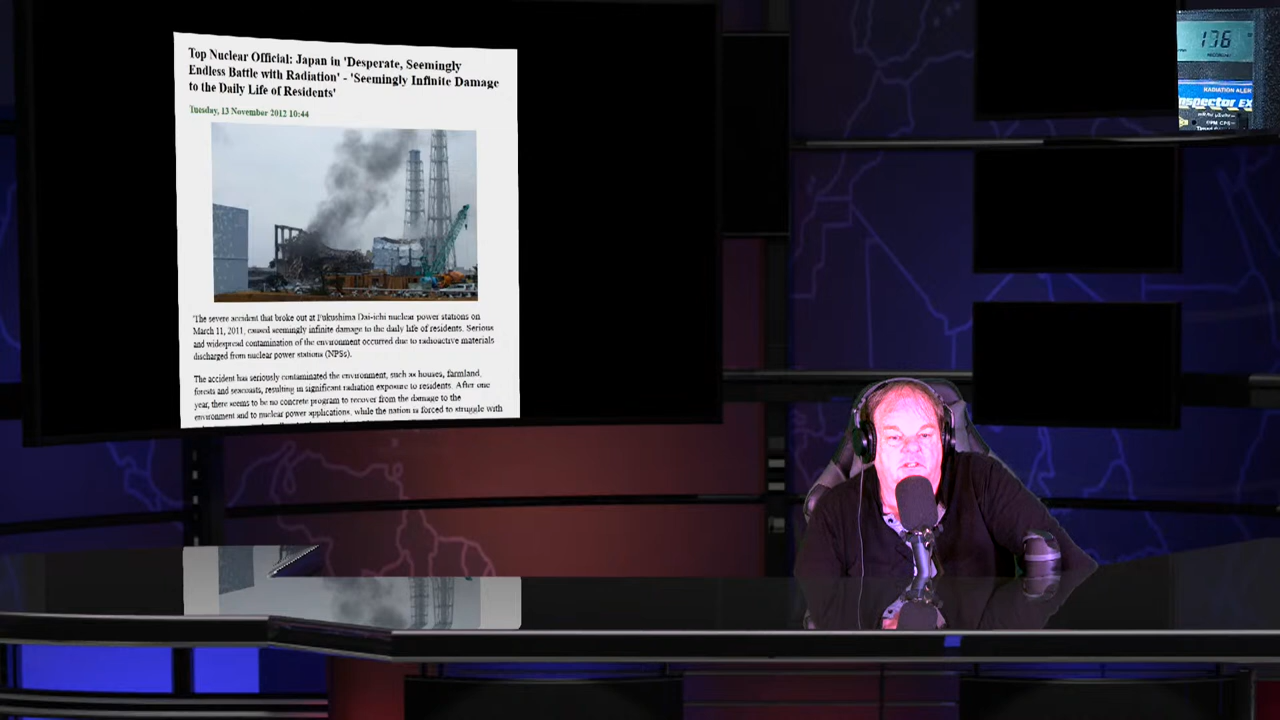 Top Nuclear Official: Japan in 'Desperate, Seemingly
Endless Battle with Radiation' - 'Seemingly Infinite Damage
to the Daily Life of Residents'
Tuesday, 13 November 2012 10:44
'The severe accident that broke out at Fukushima Dai-ichi nuclear power stations on
March 11, 2011, caused seemingly infinite damage to the daily life of residents. Serious
and widespread contamination of the environment occurred due to radioactive materials
discharged from nuclear power stations (NPSs).
The accident has seriously contaminated the environment, such as houses, farmland,
forests and seacoasts, resulting in significant radiation exposure to residents. After one
year, there seems to be no concrete program to recover from the damage to the
environment and to nuclear power applications, while the nation is forced to struggle with
136
RADIATION ALER
nspector EX
CPS